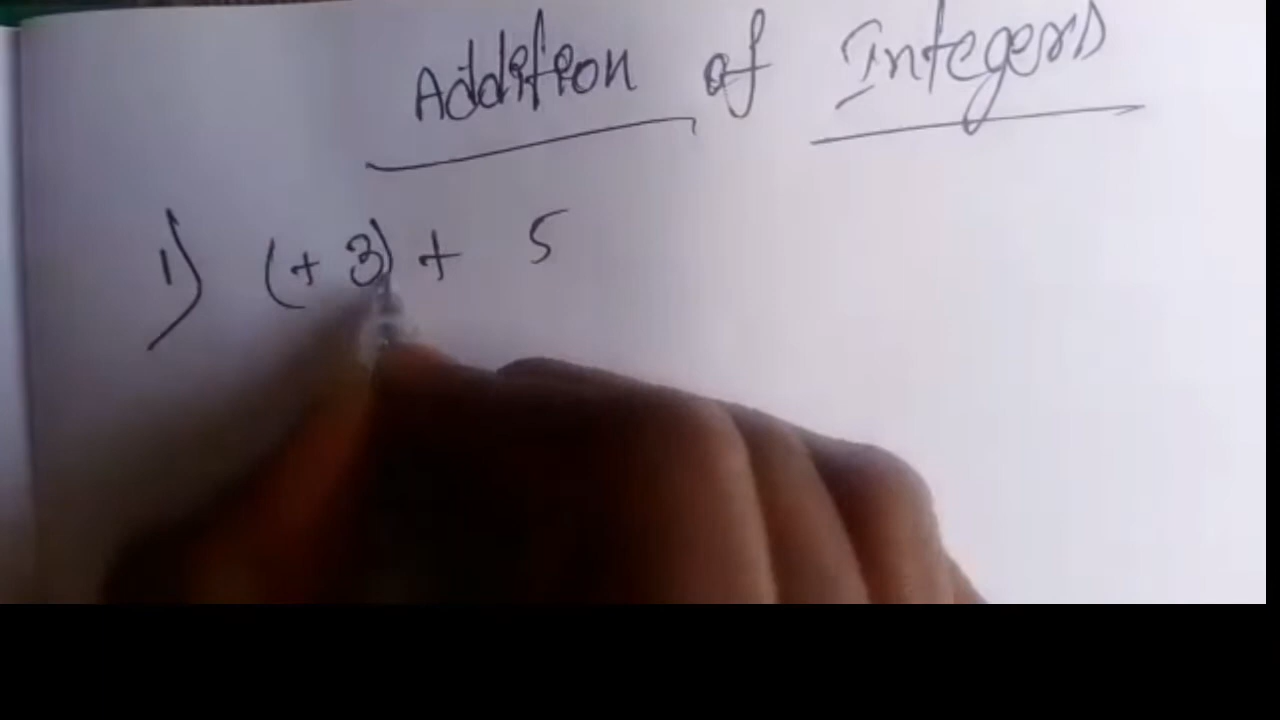 Addition of Integers
1) (+ 3) + 5